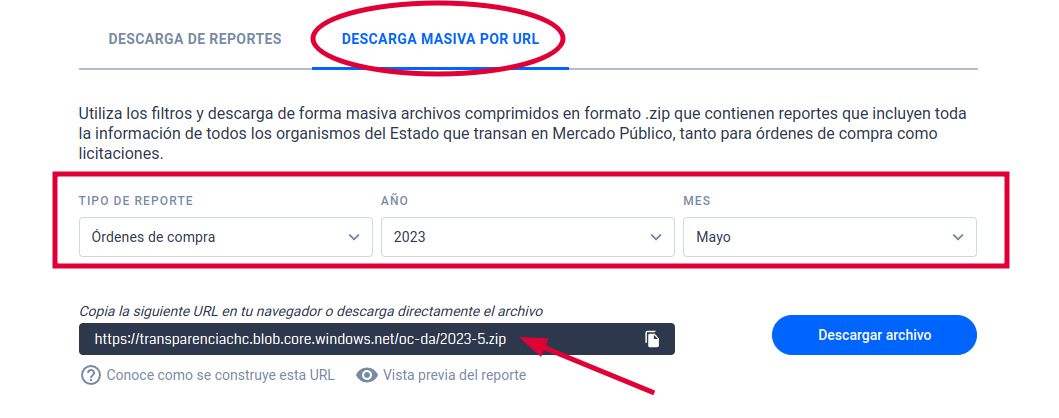 DESCARGA DE REPORTES
DESCARGA MASIVA POR URL
Utiliza los filtros y descarga de forma masiva archivos comprimidos en formato .zip que contienen reportes que incluyen toda
la información de todos los organismos del Estado que transan en Mercado Público, tanto para órdenes de compra como
licitaciones.
TIPO DE REPORTE
AÑO
MES
Órdenes de compra
2023
Mayo
Copia la siguiente URL en tu navegador o descarga directamente el archivo
https://transparenciachc.blob.core.windows.net/oc-da/2023-5.zip
Descargar archivo
Conoce como se construye esta URL
Vista previa del reporte